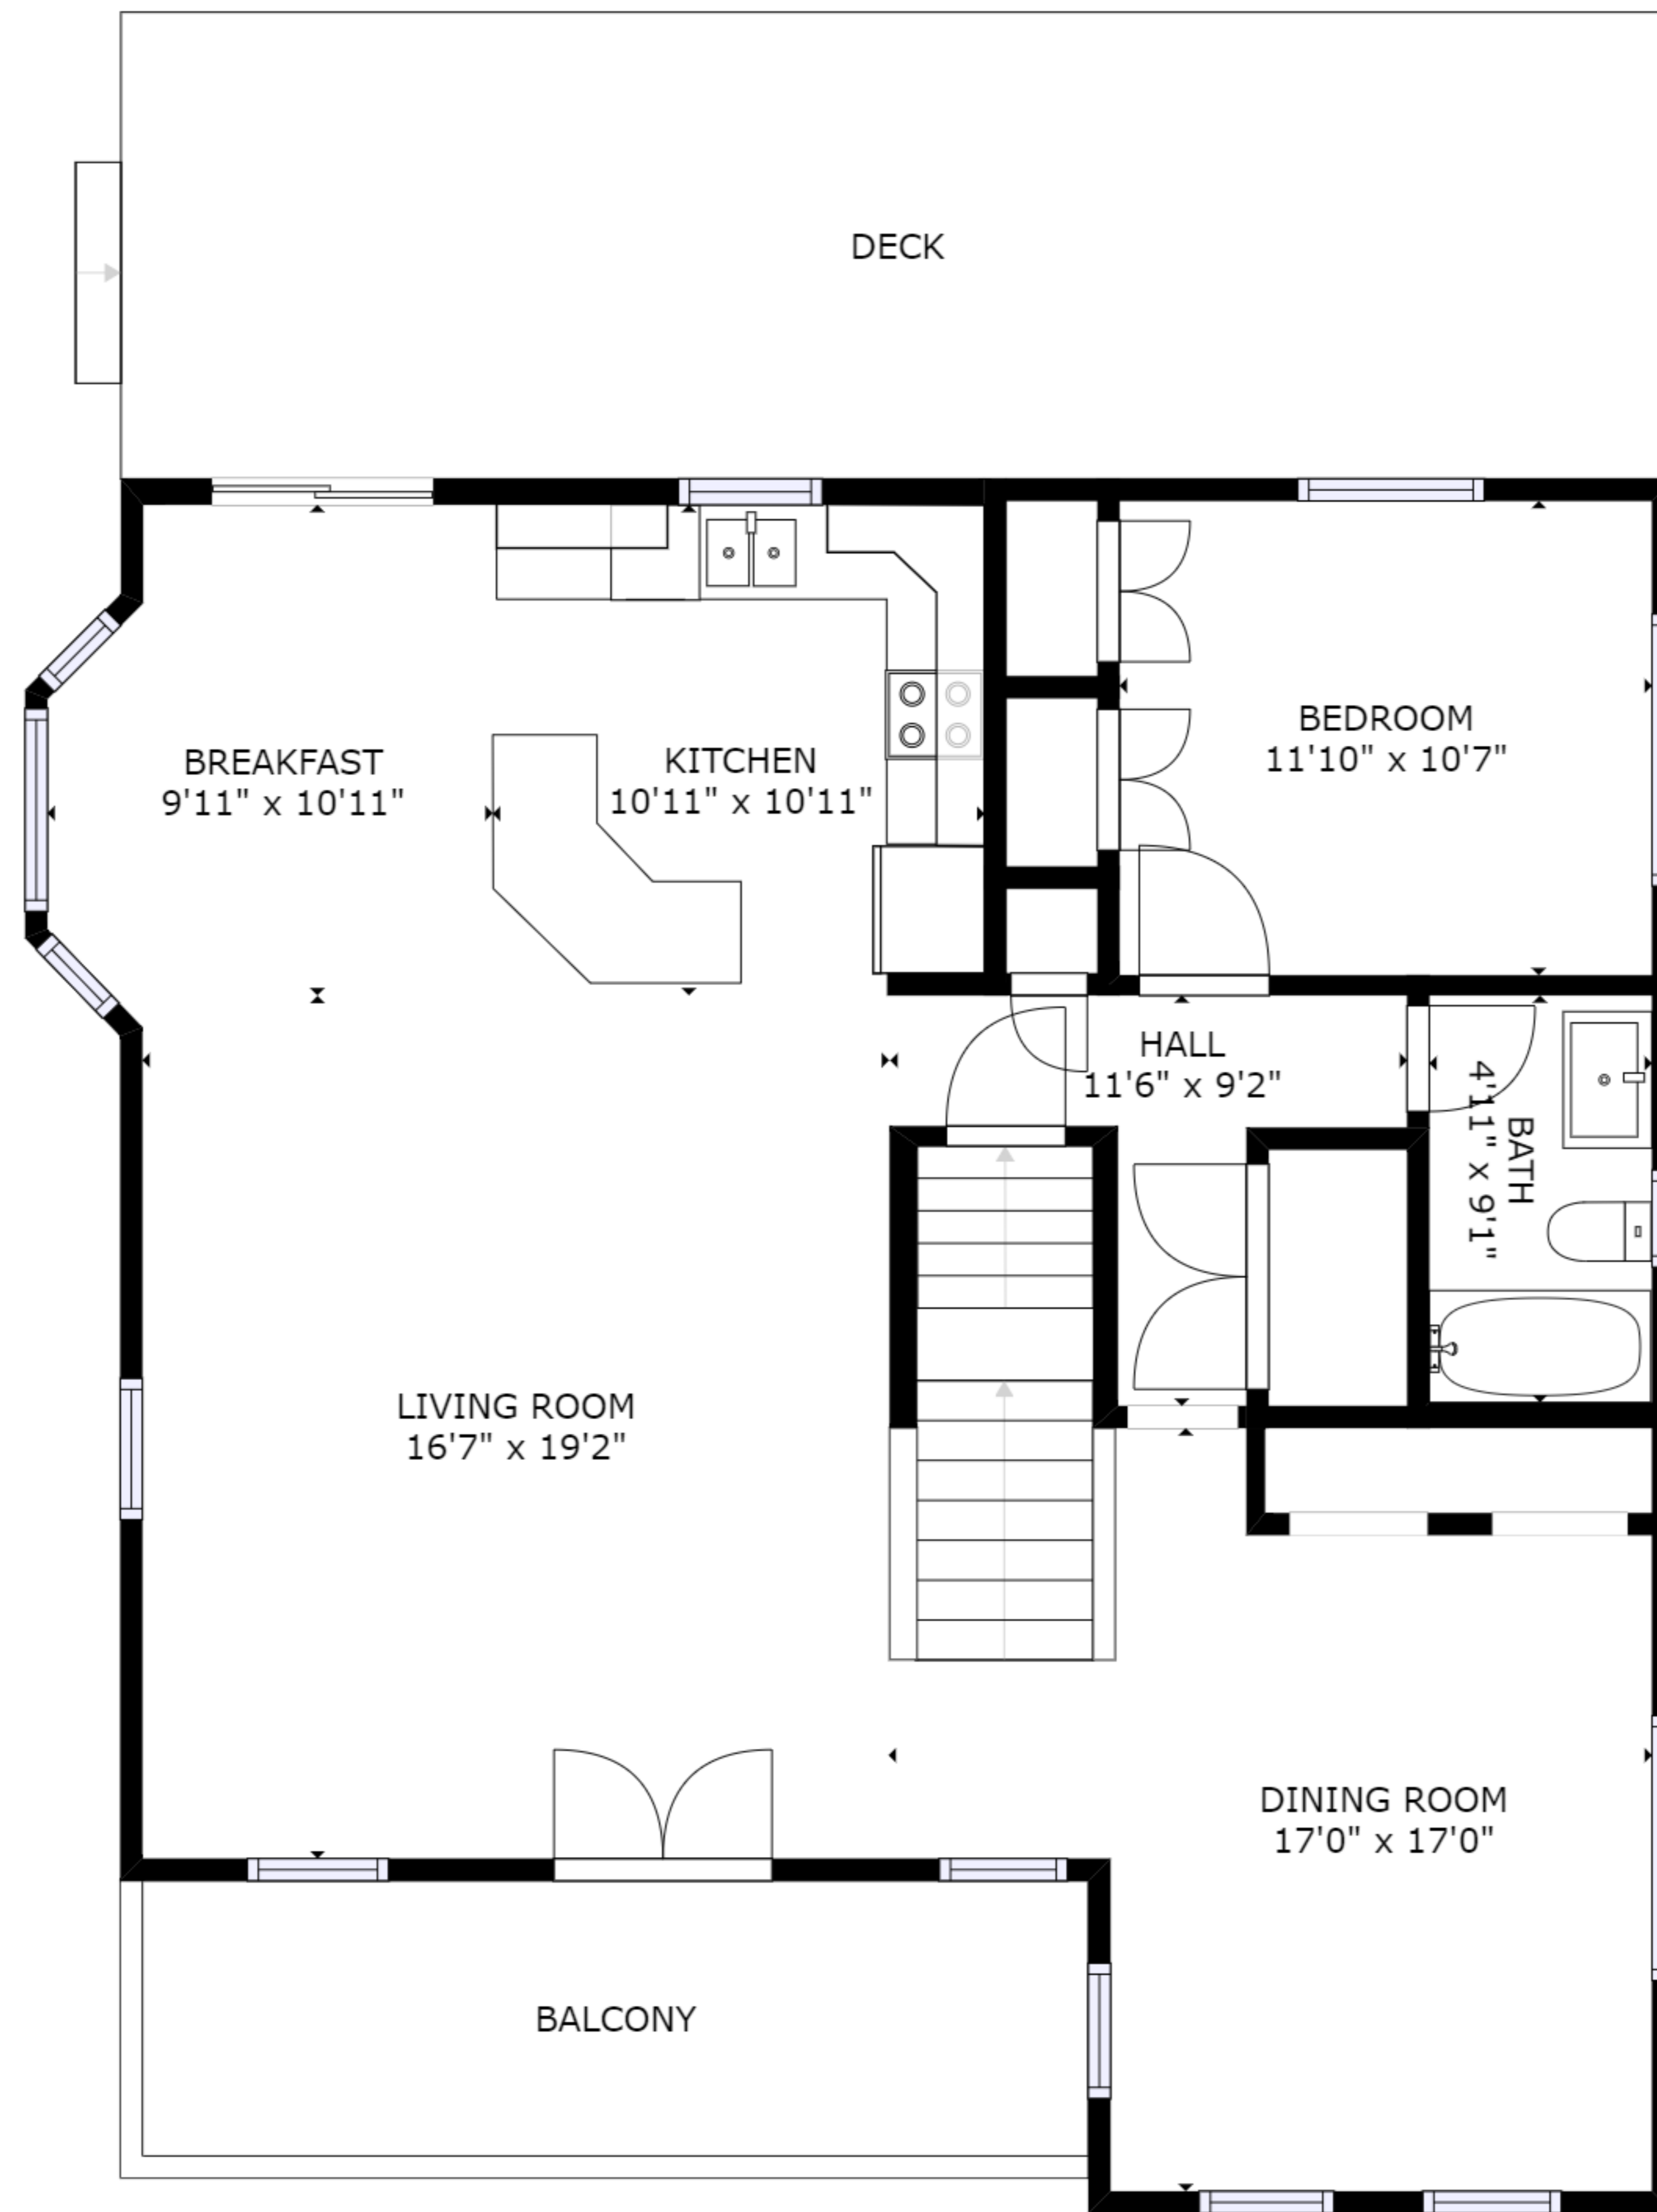 DECK
BREAKFAST
9'11" x 10'11"
KITCHEN
10'11" x 10'11"
BEDROOM
11'10" x 10'7"
HALL
11'6" x 9'2"
BATH
4'11" x 9'1"
LIVING ROOM
16'7" x 19'2"
DINING ROOM
17'0" x 17'0"
BALCONY